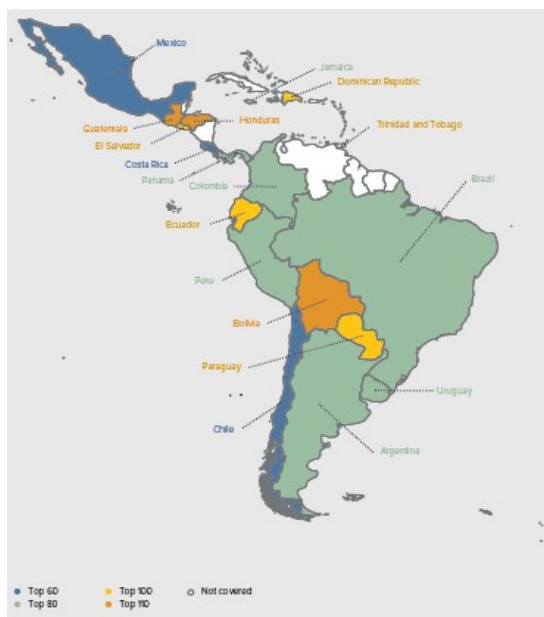 Mexico
Jamaica
Dominican Republic
Guatemala
Honduras
Trinidad and Tobago
El Salvador
Costa Rica
Panama
Colombia
Brazil
Ecuador
Peru
Bolivia
Paraguay
Uruguay
Chile
Argentina
Top 60
Top 100
Not covered
Top 80
Top 110